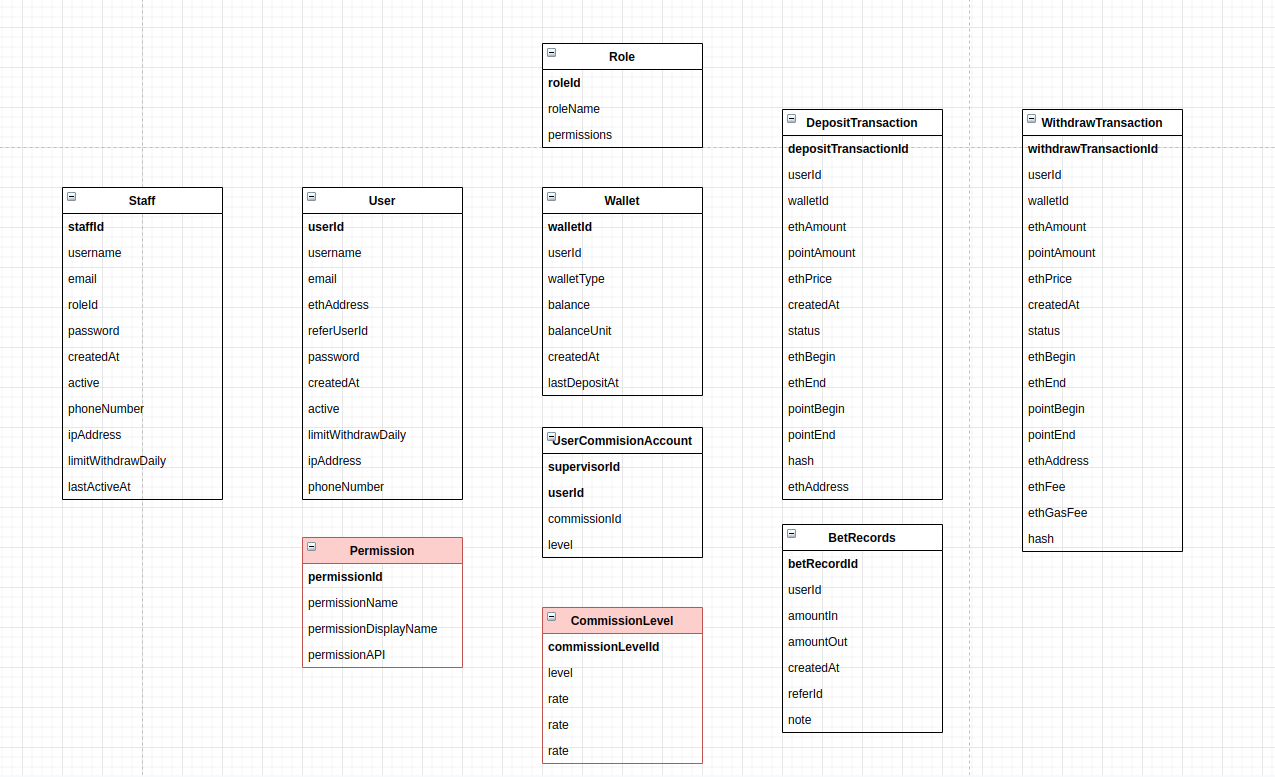 Role
roleId
roleName
permissions
Staff
staffId
username
email
roleId
password
createdAt
active
phoneNumber
ipAddress
limitWithdrawDaily
lastActiveAt
User
userId
username
email
ethAddress
referUserId
password
createdAt
active
limitWithdrawDaily
ipAddress
phoneNumber
Permission
permissionId
permissionName
permissionDisplayName
permissionAPI
Wallet
walletId
userId
walletType
balance
balanceUnit
createdAt
lastDepositAt
UserCommisionAccount
supervisorId
userId
commissionId
level
CommissionLevel
commissionLevelId
level
rate
rate
rate
DepositTransaction
depositTransactionId
userId
walletId
ethAmount
pointAmount
ethPrice
createdAt
status
ethBegin
ethEnd
pointBegin
pointEnd
hash
ethAddress
BetRecords
betRecordId
userId
amountIn
amountOut
createdAt
referId
note
WithdrawTransaction
withdrawTransactionId
userId
walletId
ethAmount
pointAmount
ethPrice
createdAt
status
ethBegin
ethEnd
pointBegin
pointEnd
ethAddress
ethFee
ethGasFee
hash